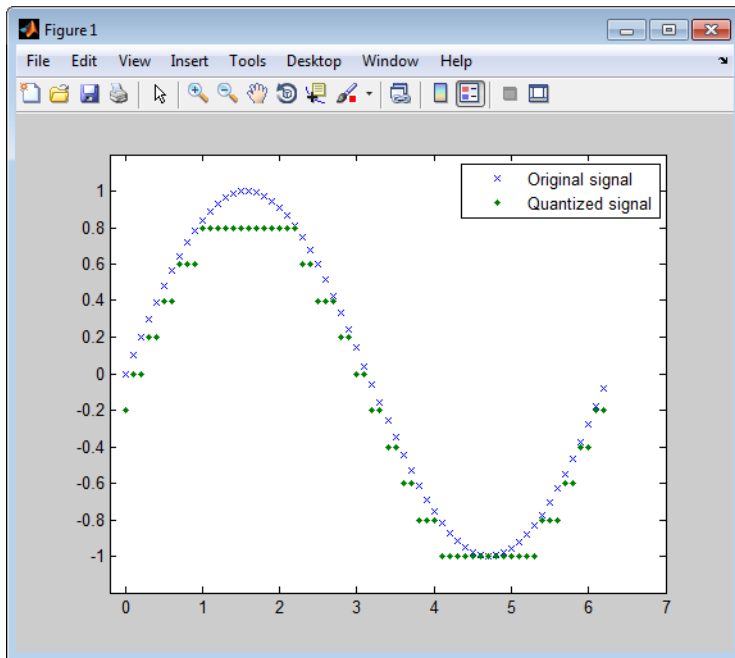 Figure 1
File Edit View Insert Tools Desktop Window Help
Original signal
Quantized signal
1
0.8
0.6
0.4
0.2
0
-0.2
-0.4
-0.6
-0.8
-1
0 1 2 3 4 5 6 7